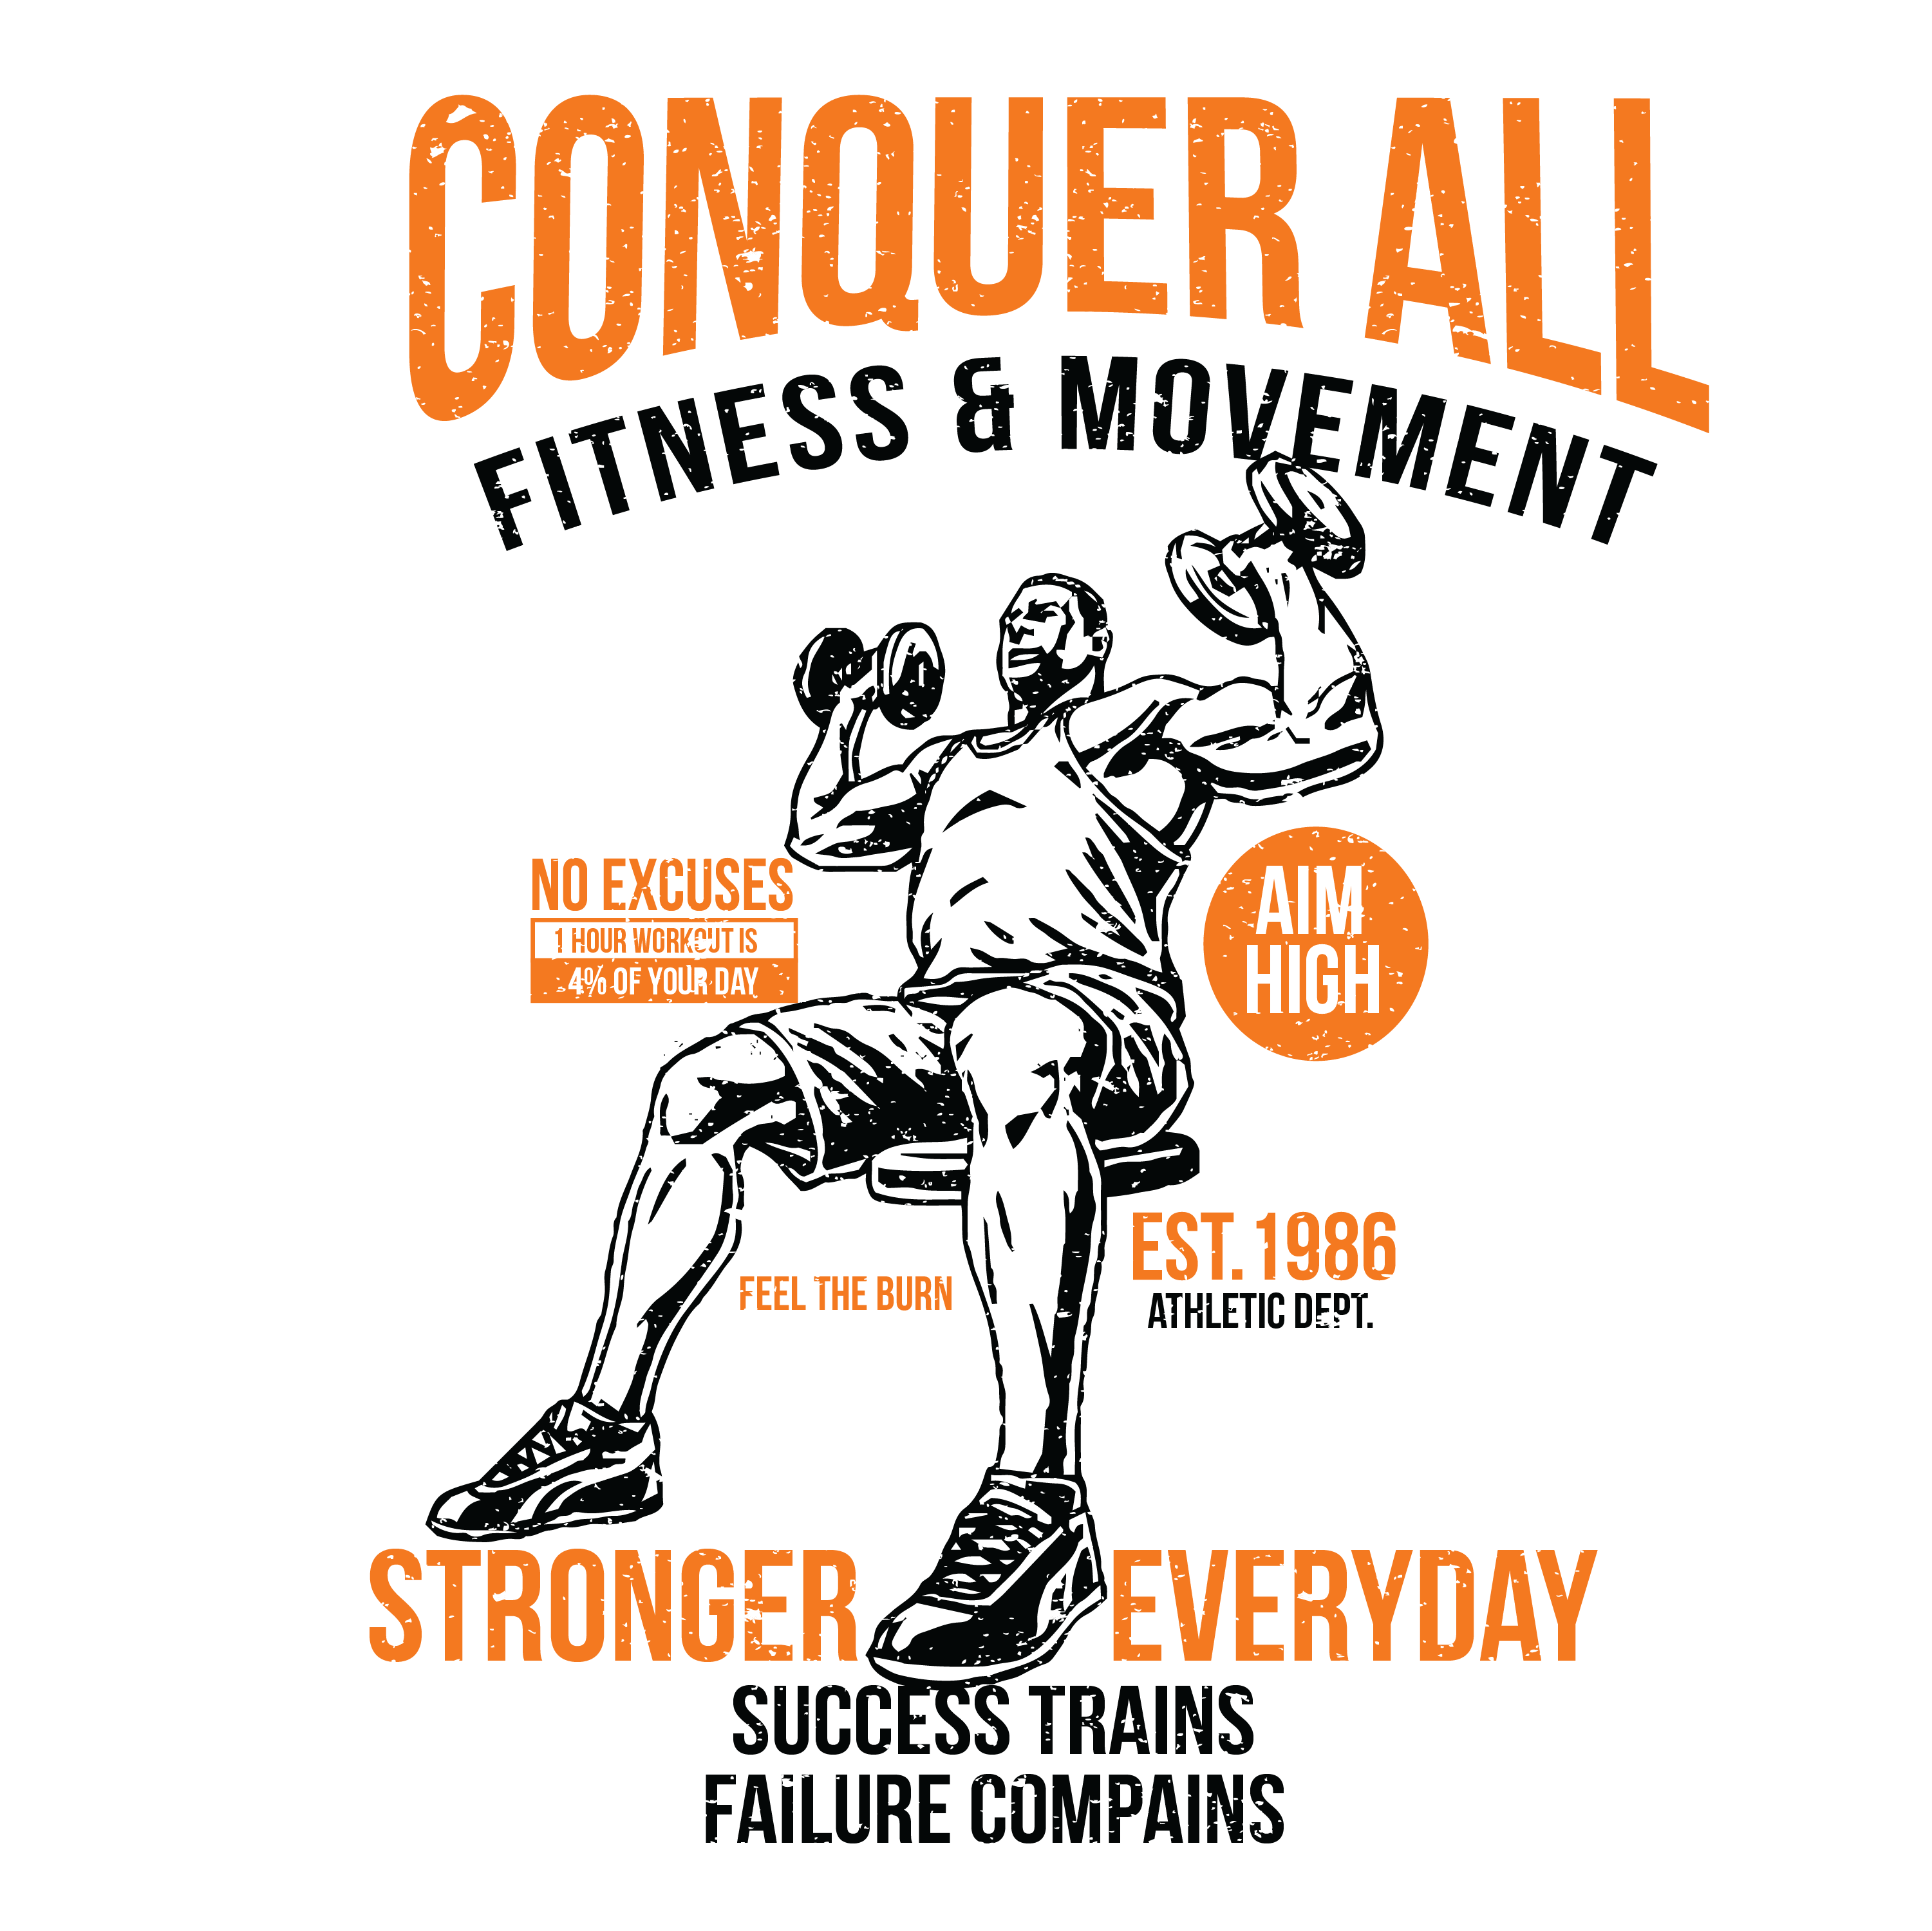 CONQUER ALL
FITNESS & MOVEMENT
NO EXCUSES
1 HOUR WORKOUT IS
4% OF YOUR DAY
AIM
HIGH
EST. 1986
ATHLETIC DEPT.
FEEL THE BURN
STRONGER EVERYDAY
SUCCESS TRAINS
FAILURE COMPAINS